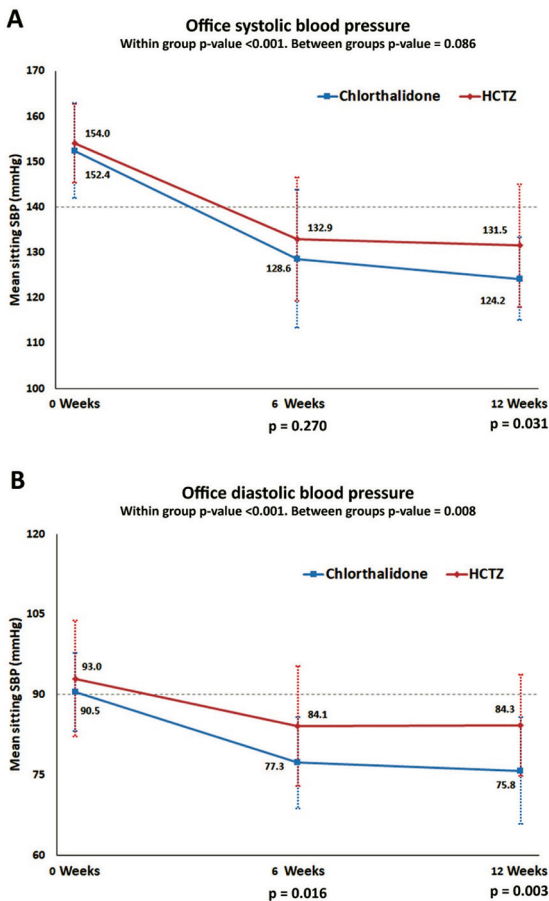 A
Office systolic blood pressure
Within group p-value <0.001. Between groups p-value = 0.086
Chlorthalidone HCTZ
Mean sitting SBP (mmHg)
170
160
150
140
130
120
110
100
154.0
152.4
132.9
128.6
131.5
124.2
0 Weeks 6 Weeks 12 Weeks
p = 0.270 p = 0.031
B
Office diastolic blood pressure
Within group p-value <0.001. Between groups p-value = 0.008
Chlorthalidone HCTZ
Mean sitting SBP (mmHg)
120
105
90
75
60
93.0
90.5
84.1
77.3
84.3
75.8
0 Weeks 6 Weeks 12 Weeks
p = 0.016 p = 0.003